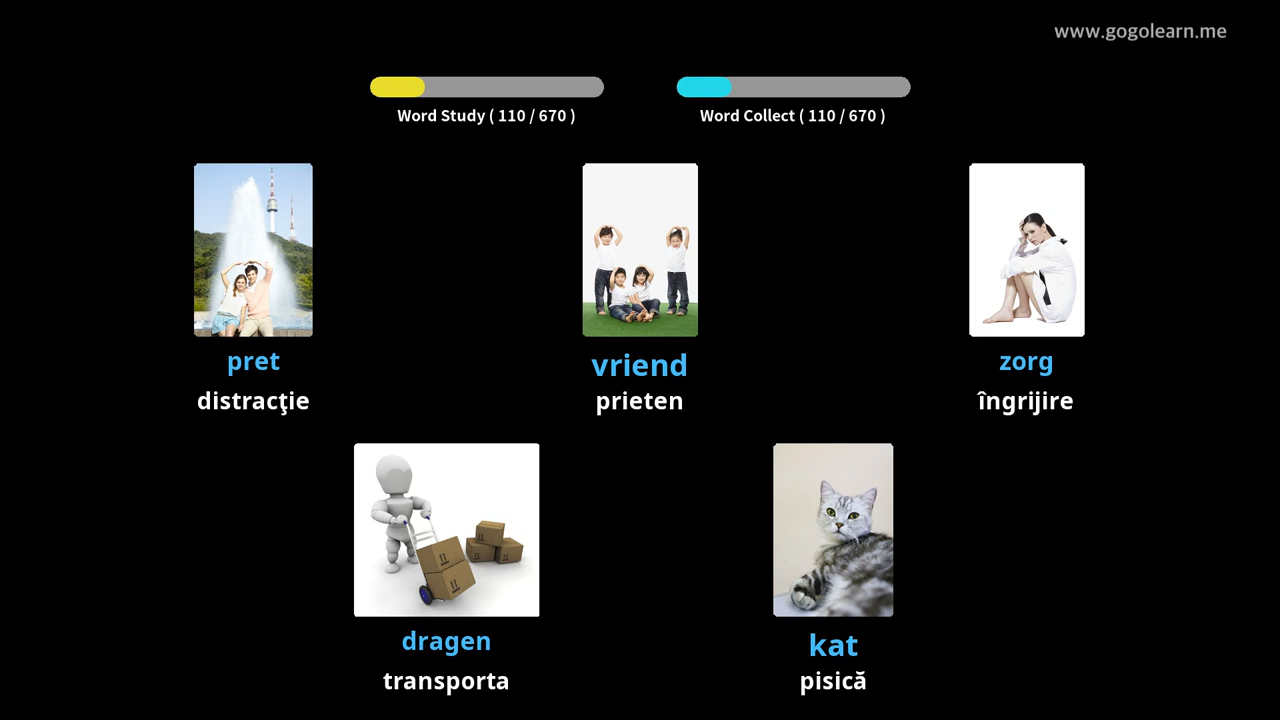 www.gogolearn.me
Word Study ( 110 / 670 )
Word Collect ( 110 / 670 )
pret
distracţie
vriend
prieten
zorg
îngrijire
dragen
transporta
kat
pisică